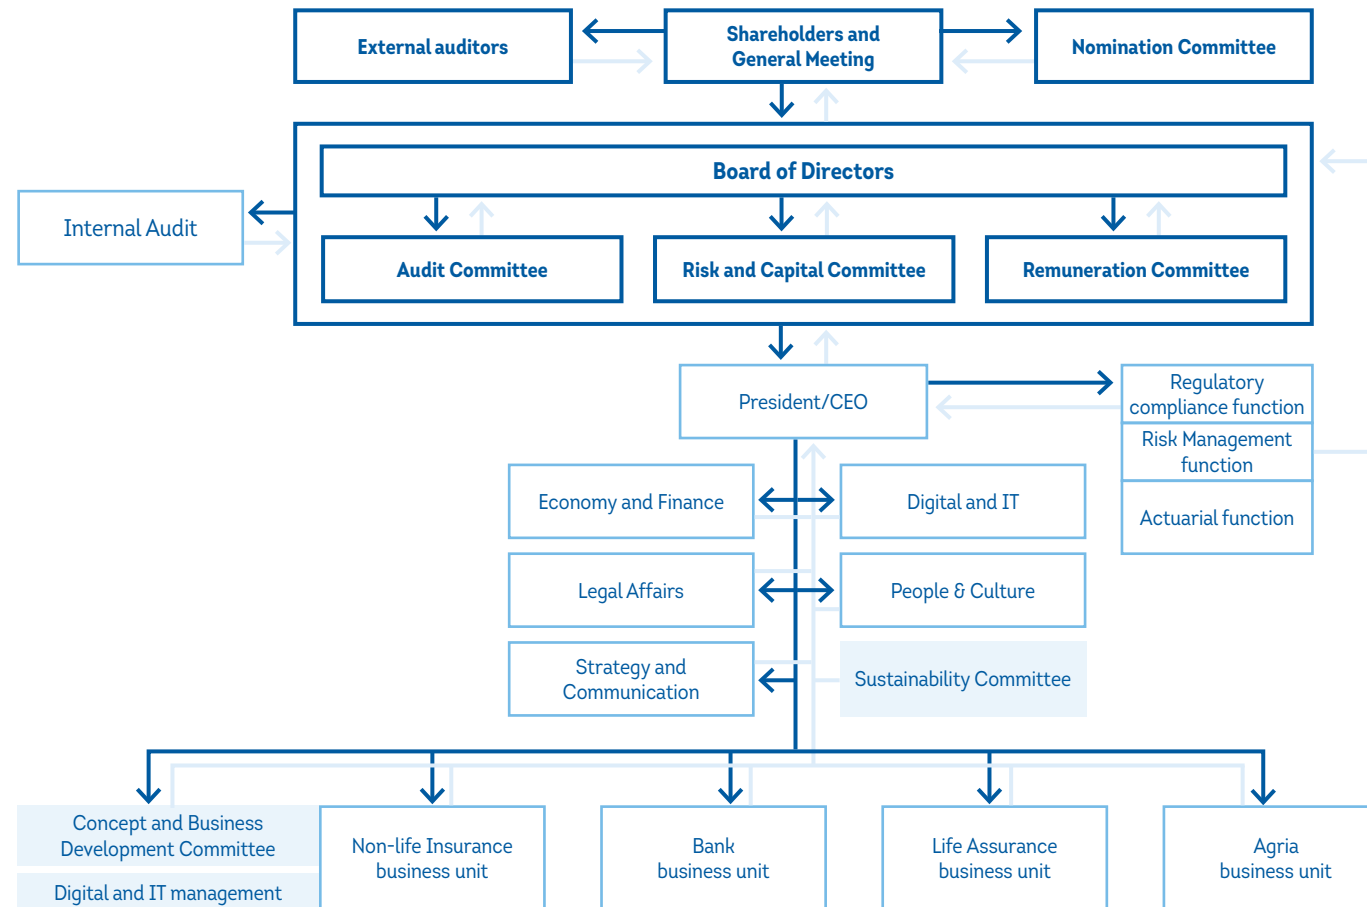 External auditors
Shareholders and
General Meeting
Nomination Committee
Board of Directors
Internal Audit
Audit Committee
Risk and Capital Committee
Remuneration Committee
President/CEO
Regulatory
compliance function
Risk Management
function
Actuarial function
Economy and Finance
Digital and IT
Legal Affairs
People & Culture
Strategy and
Communication
Sustainability Committee
Concept and Business
Development Committee
Digital and IT management
Non-life Insurance
business unit
Bank
business unit
Life Assurance
business unit
Agria
business unit